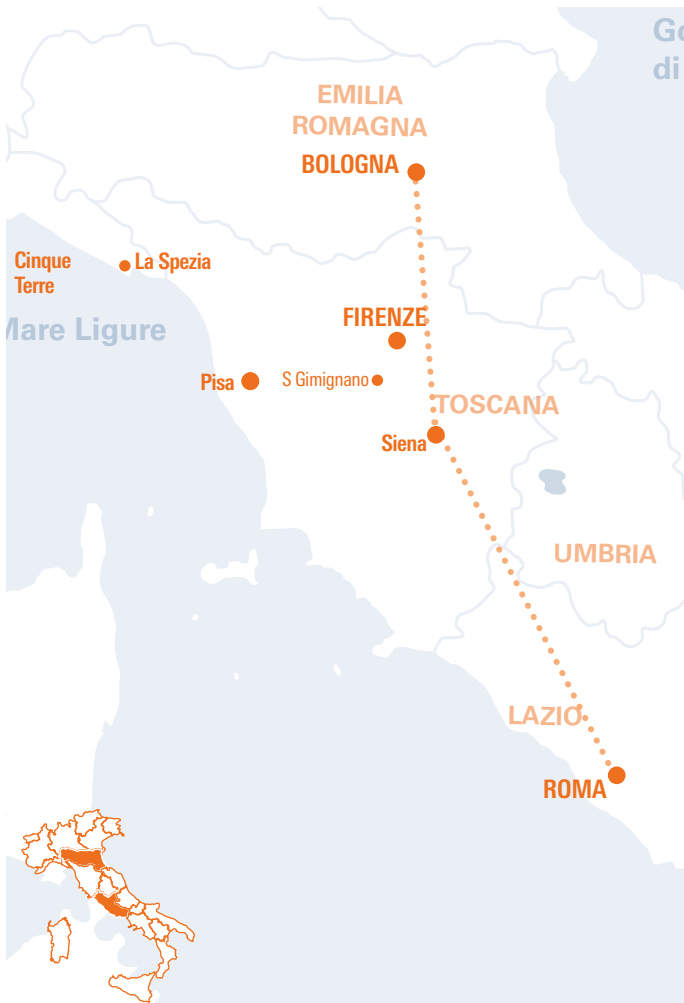 Go
di
EMILIA
ROMAGNA
BOLOGNA
Cinque
Terre
La Spezia
Mare Ligure
FIRENZE
Pisa
S Gimignano
TOSCANA
Siena
UMBRIA
LAZIO
ROMA